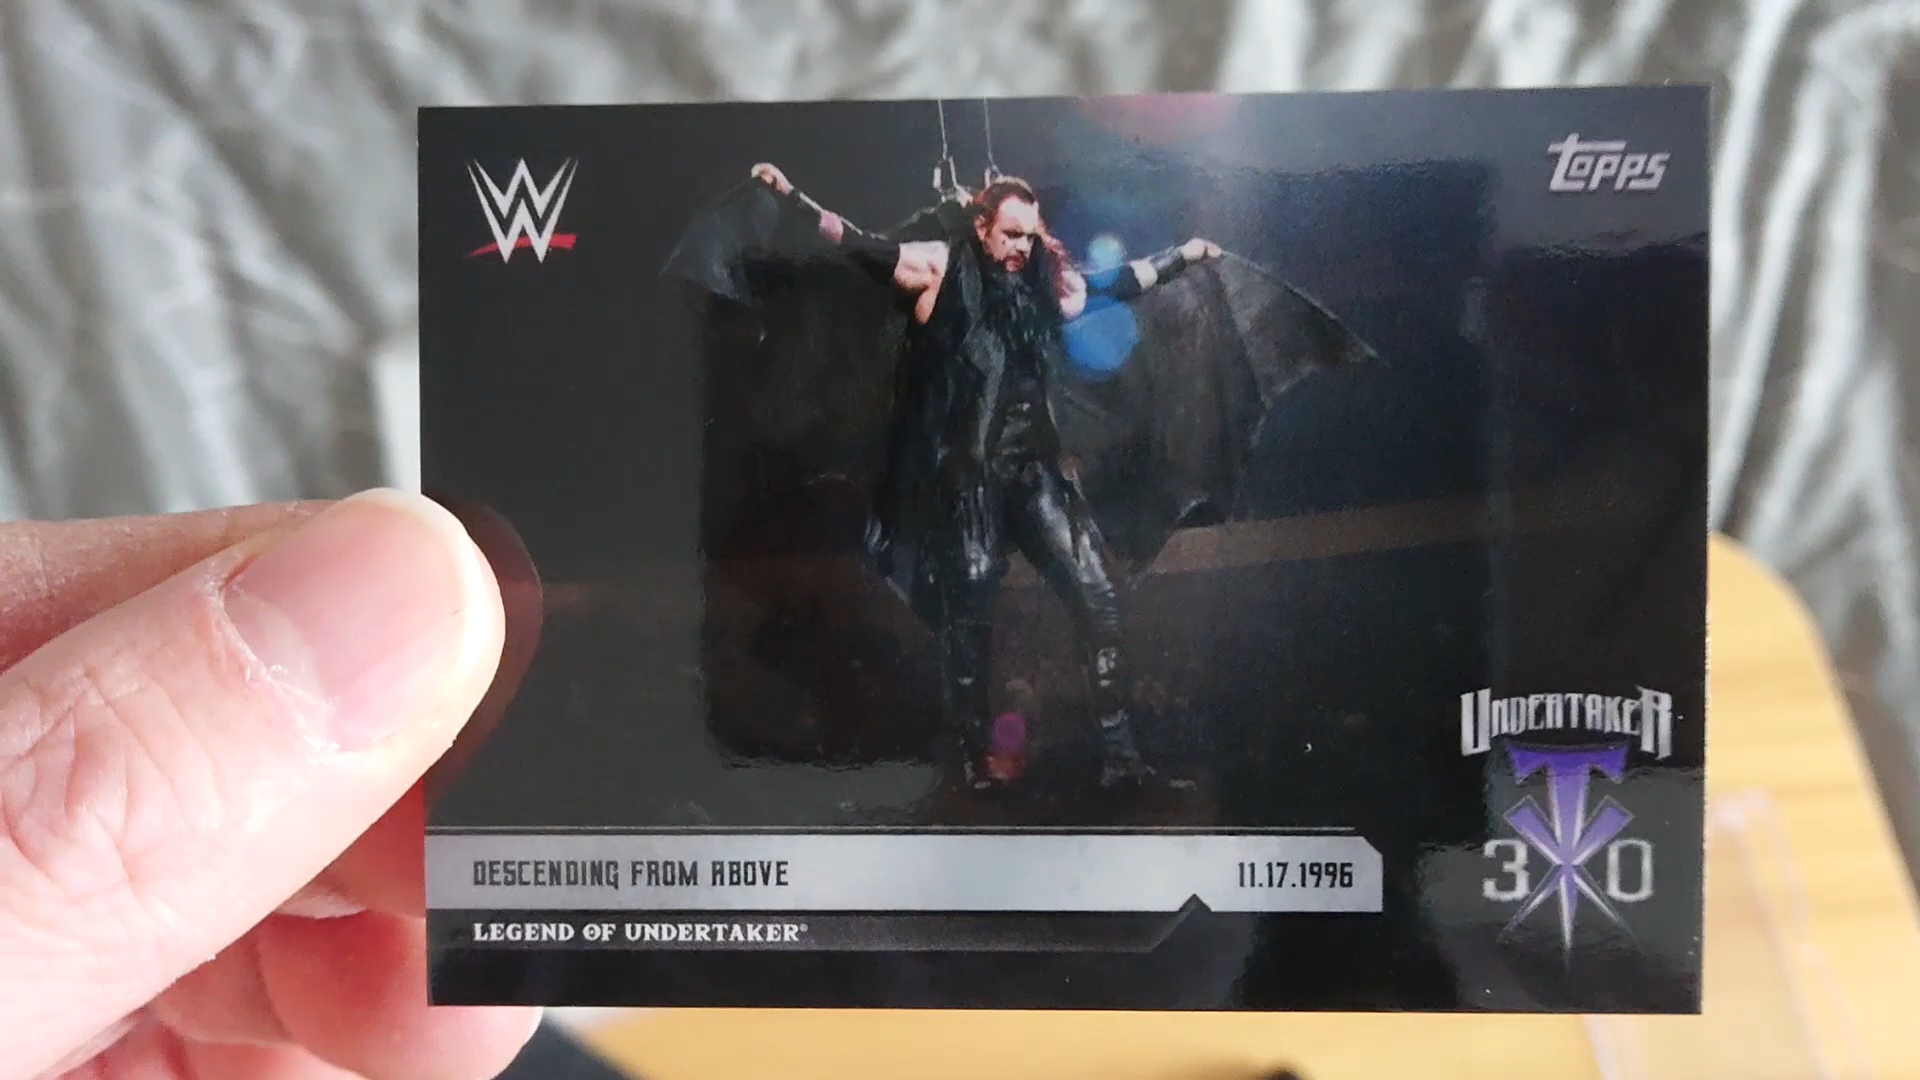 W
Topps
UNDERTAKER
30
DESCENDING FROM ABOVE
11.17.1996
LEGEND OF UNDERTAKER®